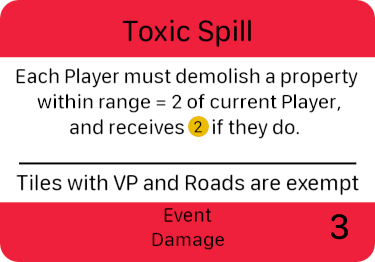 Toxic Spill
Each Player must demolish a property
within range = 2 of current Player,
and receives 2 if they do.
Tiles with VP and Roads are exempt
Event
Damage
3